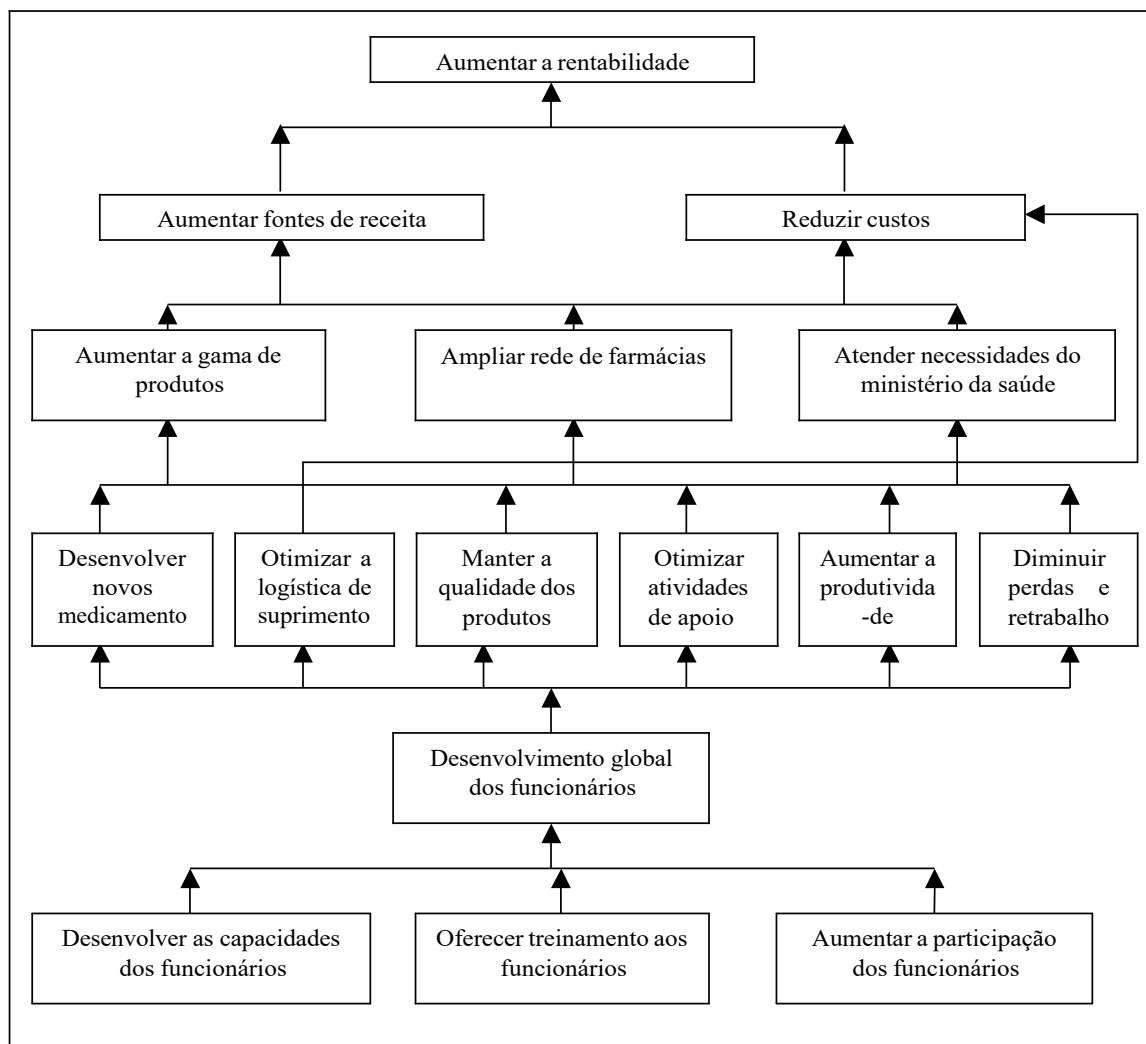 Aumentar a rentabilidade
Aumentar fontes de receita
Reduzir custos
Aumentar a gama de
produtos
Ampliar rede de farmácias
Atender necessidades do
ministério da saúde
Desenvolver
novos
medicamento
Otimizar a
logística de
suprimento
Manter a
qualidade dos
produtos
Otimizar
atividades
de apoio
Aumentar a
produtivida
-de
Diminuir
perdas e
retrabalho
Desenvolvimento global
dos funcionários
Desenvolver as capacidades
dos funcionários
Oferecer treinamento aos
funcionários
Aumentar a participação
dos funcionários